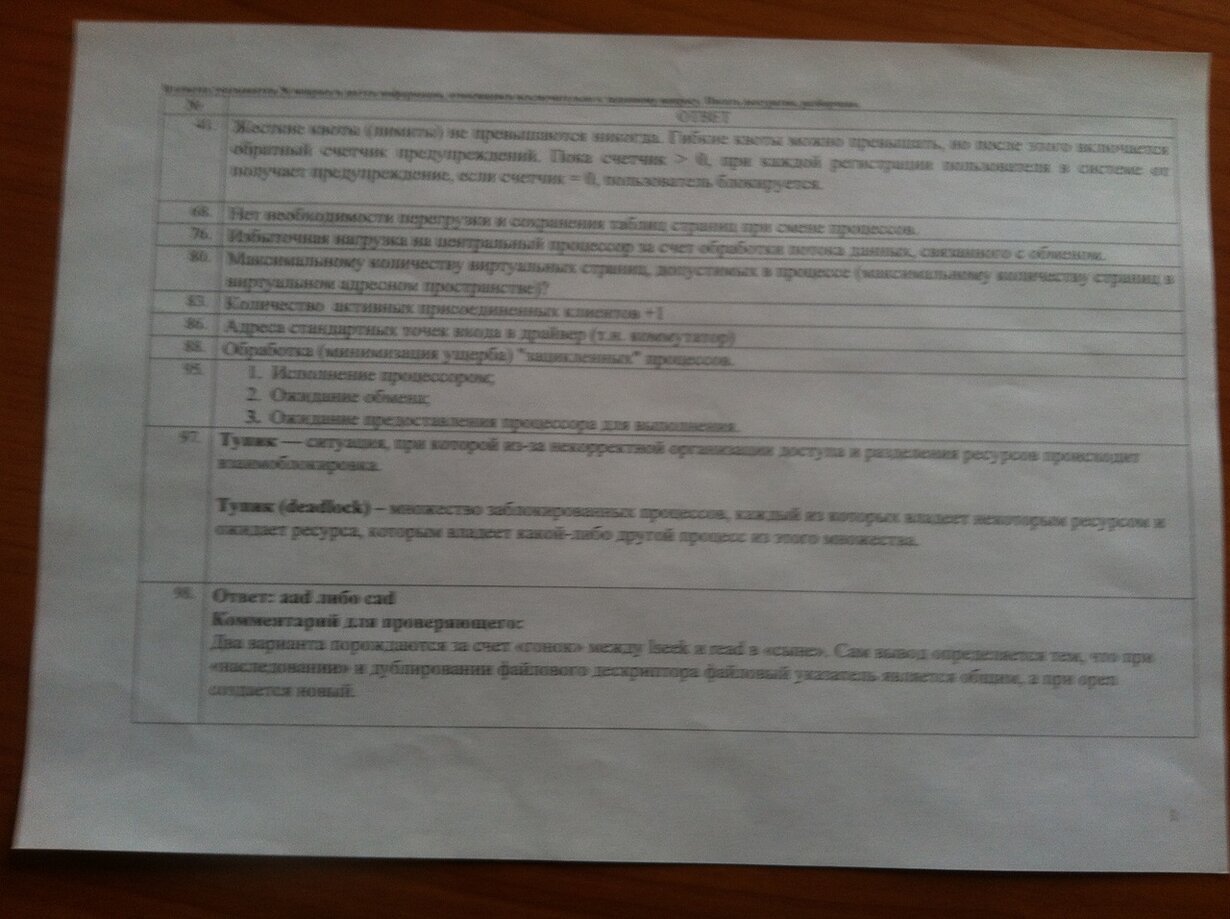 № ОТВЕТ
41. Жесткие квоты (лимиты) не превышаются никогда. Гибкие квоты можно превышать, но после этого включается
обратный счетчик предупреждений. Пока счетчик > 0, при каждой регистрации пользователя в системе он
получает предупреждение, если счетчик = 0, пользователь блокируется.
68. Нет необходимости перегрузки и сохранения таблиц страниц при смене процессов.
76. Избыточная нагрузка на центральный процессор за счет обработки потока данных, связанного с обменом.
80. Максимальному количеству виртуальных страниц, допустимых в процессе (максимальному количеству страниц в
виртуальном адресном пространстве)?
83. Количество активных присоединенных клиентов +1
86. Адреса стандартных точек входа в драйвер (т.н. коммутатор)
88. Обработка (минимизация ущерба) "зацикленных" процессов.
95. 1. Исполнение процессором;
2. Ожидание обмена;
3. Ожидание предоставления процессора для выполнения.
97. Тупик — ситуация, при которой из-за некорректной организации доступа и разделения ресурсов происходит
взаимоблокировка.
Тупик (deadlock) – множество заблокированных процессов, каждый из которых владеет некоторым ресурсом и
ожидает ресурса, которым владеет какой-либо другой процесс из этого множества.
98. Ответ: aad либо cad
Комментарий для проверяющего:
Два варианта порождаются за счет «гонок» между lseek и read в «сыне». Сам вывод определяется тем, что при
«наследовании» и дублировании файлового дескриптора файловый указатель является общим, а при open
создается новый.